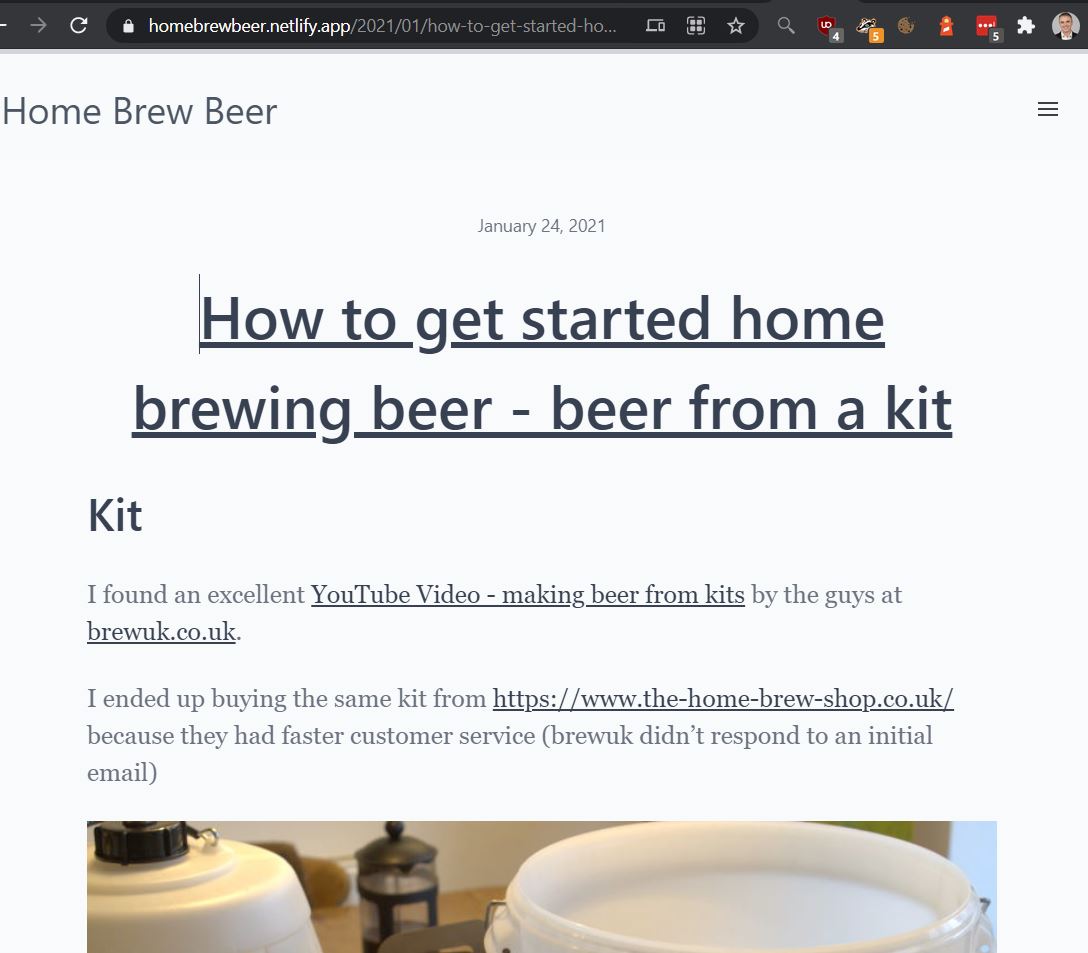 homebrewbeer.netlify.app/2021/01/how-to-get-started-ho...
4
5
5
Home Brew Beer
January 24, 2021
How to get started home
brewing beer - beer from a kit
Kit
I found an excellent YouTube Video - making beer from kits by the guys at
brewuk.co.uk.
I ended up buying the same kit from https://www.the-home-brew-shop.co.uk/
because they had faster customer service (brewuk didn’t respond to an initial
email)